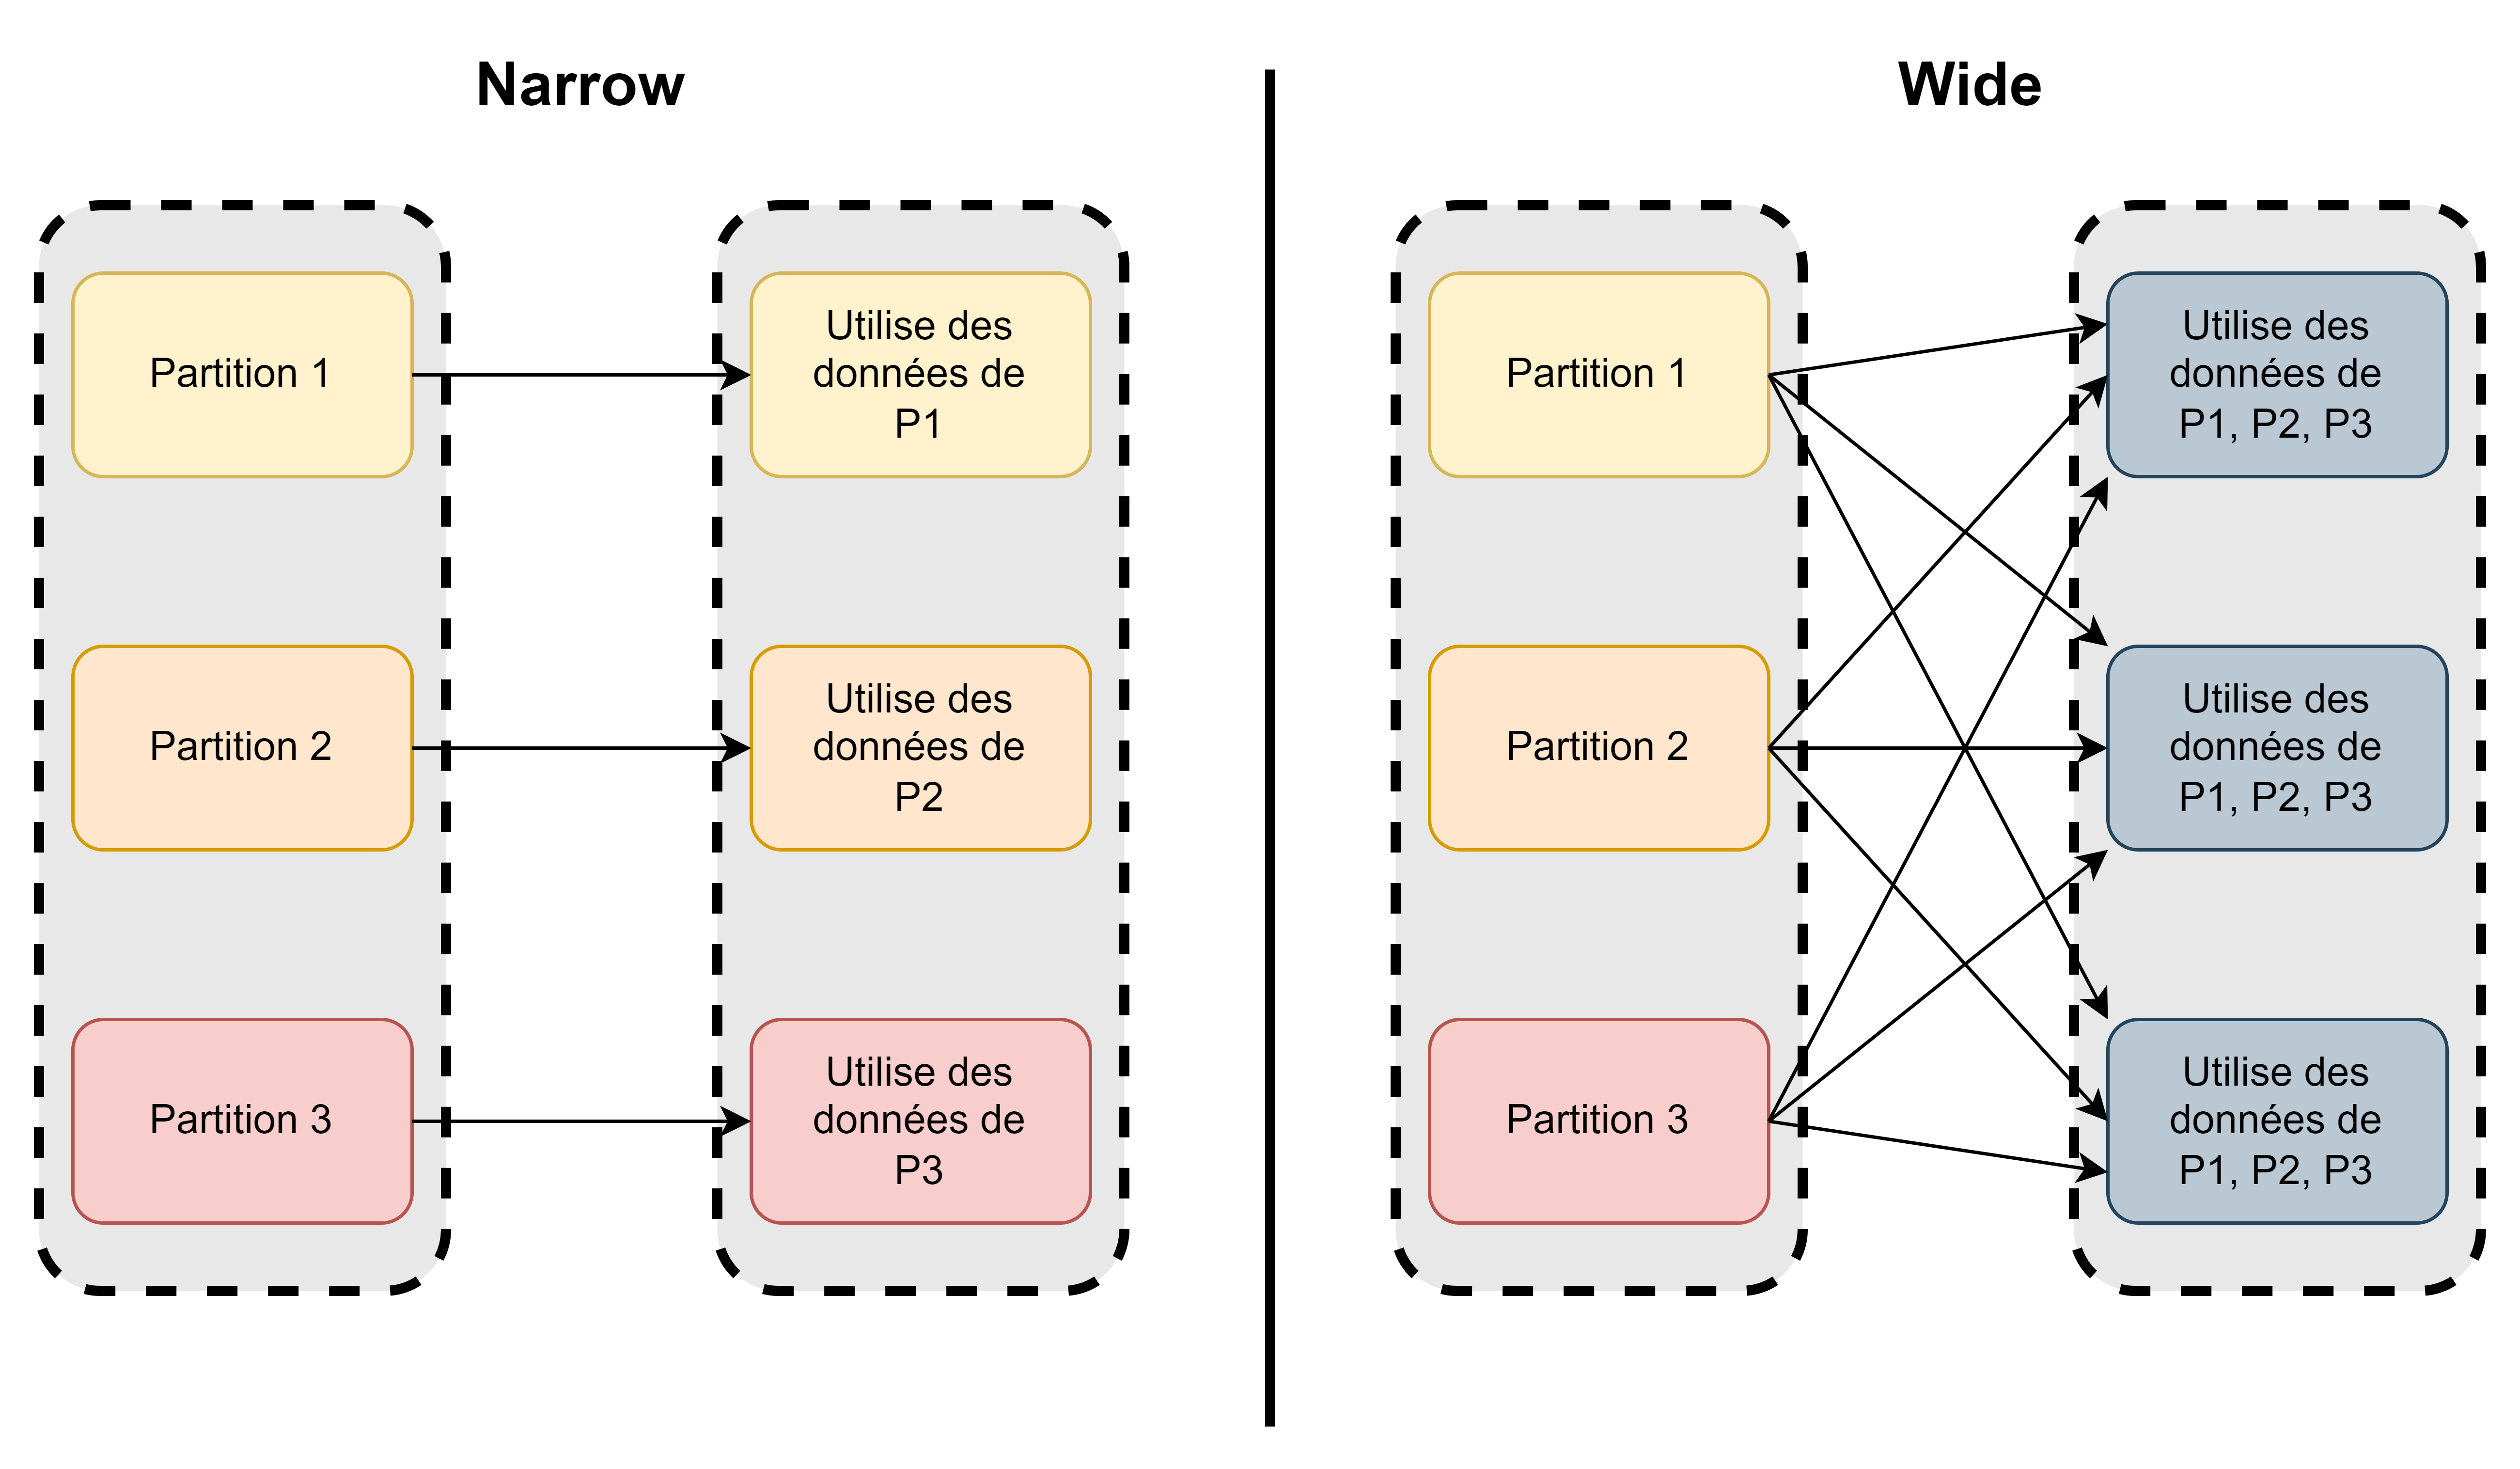 Narrow
Partition 1
Utilise des
données de
P1
Partition 2
Utilise des
données de
P2
Partition 3
Utilise des
données de
P3
Wide
Partition 1
Utilise des
données de
P1, P2, P3
Partition 2
Utilise des
données de
P1, P2, P3
Partition 3
Utilise des
données de
P1, P2, P3